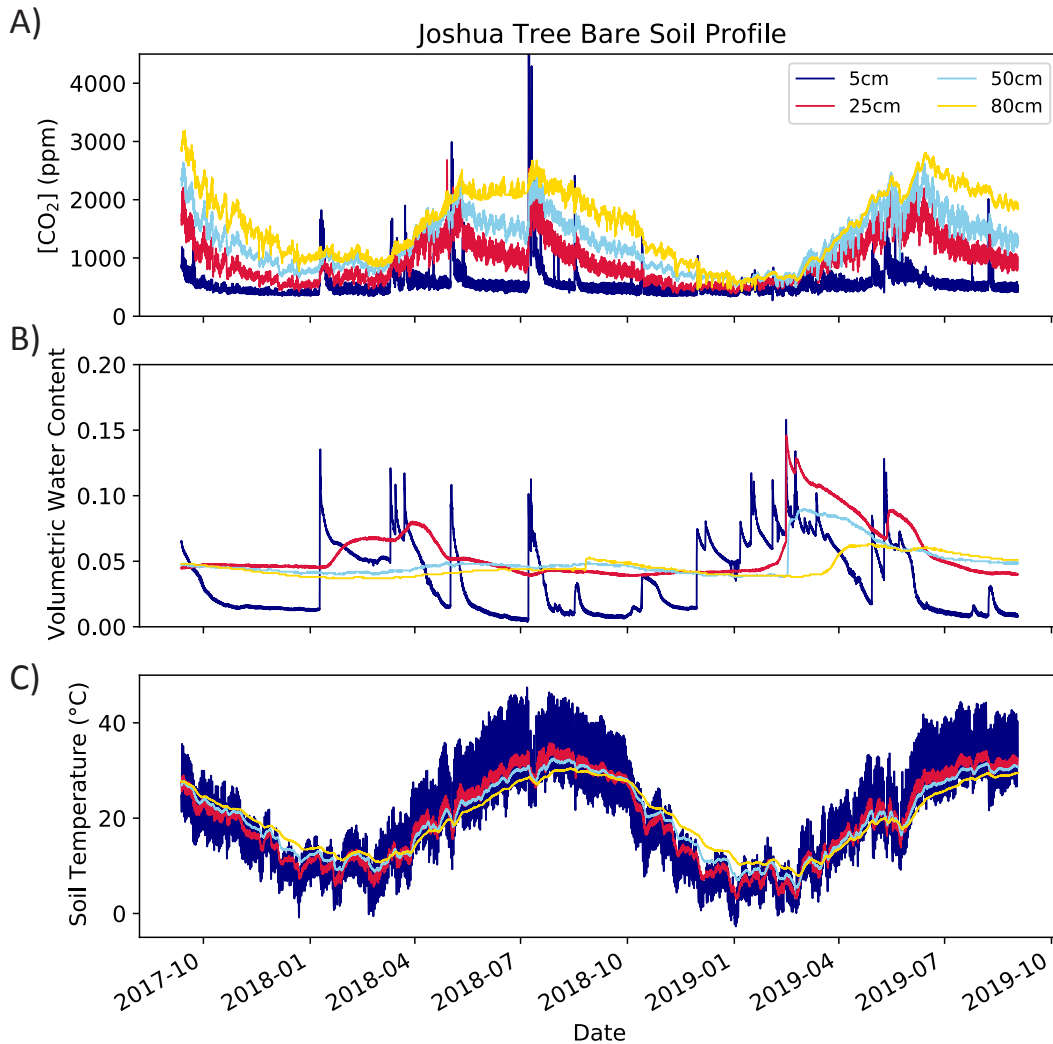 A)
Joshua Tree Bare Soil Profile
[CO₂] (ppm)
4000
3000
2000
1000
0
5cm
25cm
50cm
80cm
B)
Volumetric Water Content
0.20
0.15
0.10
0.05
0.00
C)
Soil Temperature (°C)
40
20
0
2017-10
2018-01
2018-04
2018-07
2018-10
2019-01
2019-04
2019-07
2019-10
Date